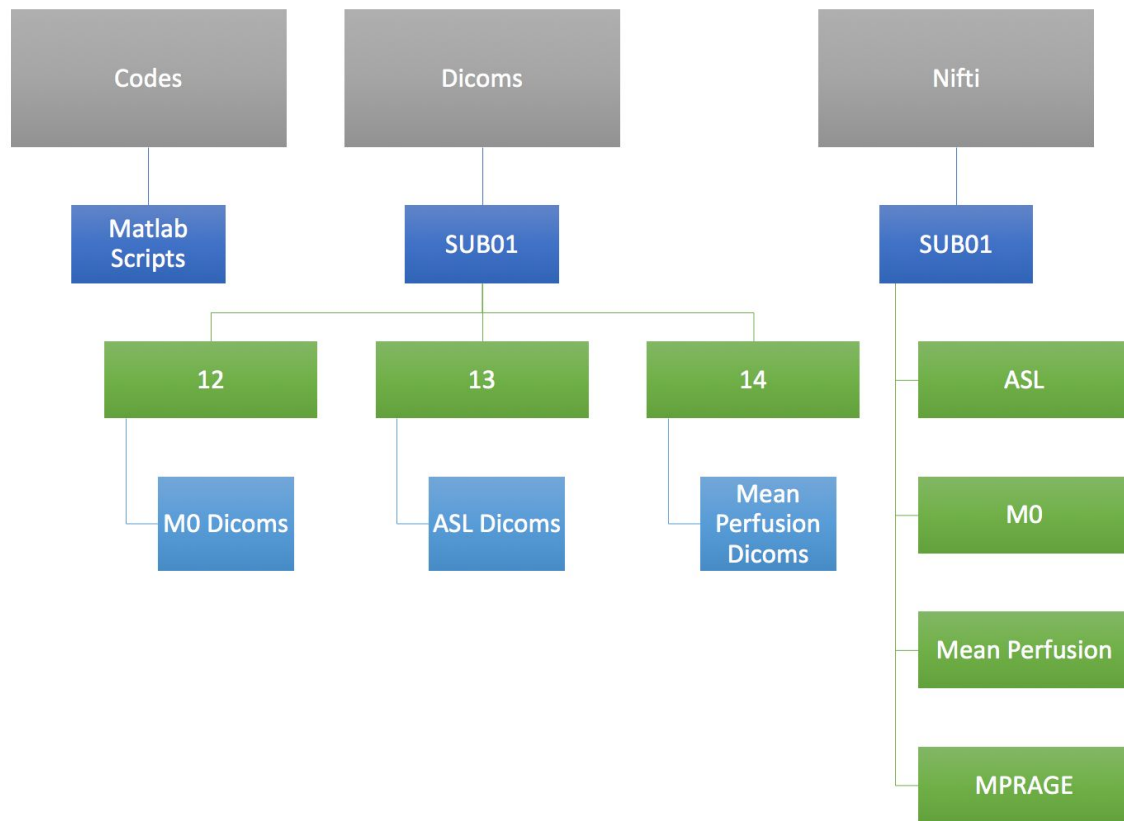 Codes
Dicoms
Nifti
Matlab
Scripts
SUB01
SUB01
12
13
14
ASL
M0 Dicoms
ASL Dicoms
Mean
Perfusion
Dicoms
M0
Mean Perfusion
MPRAGE